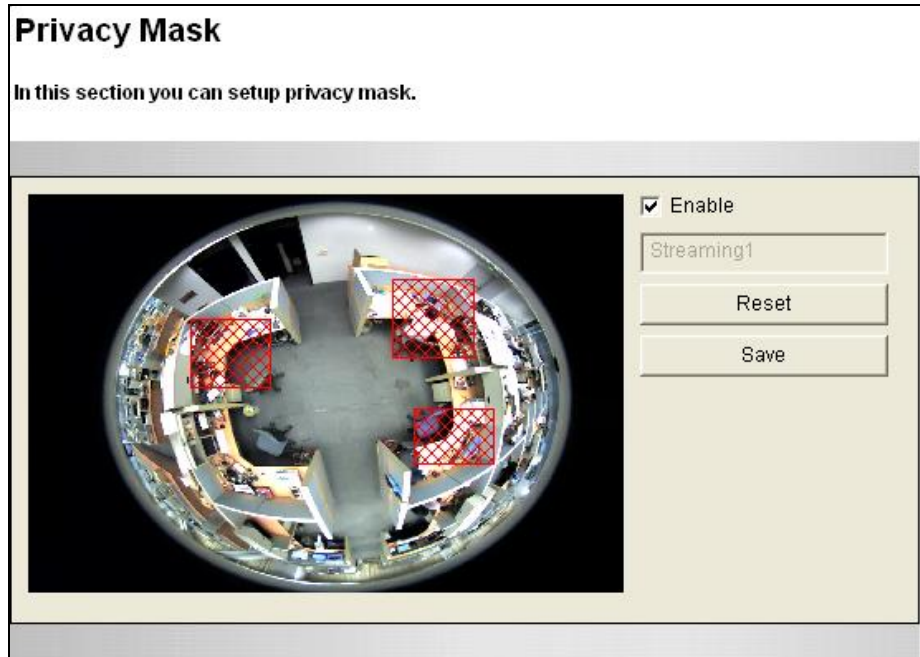 Privacy Mask
In this section you can setup privacy mask.
Enable
Streaming1
Reset
Save